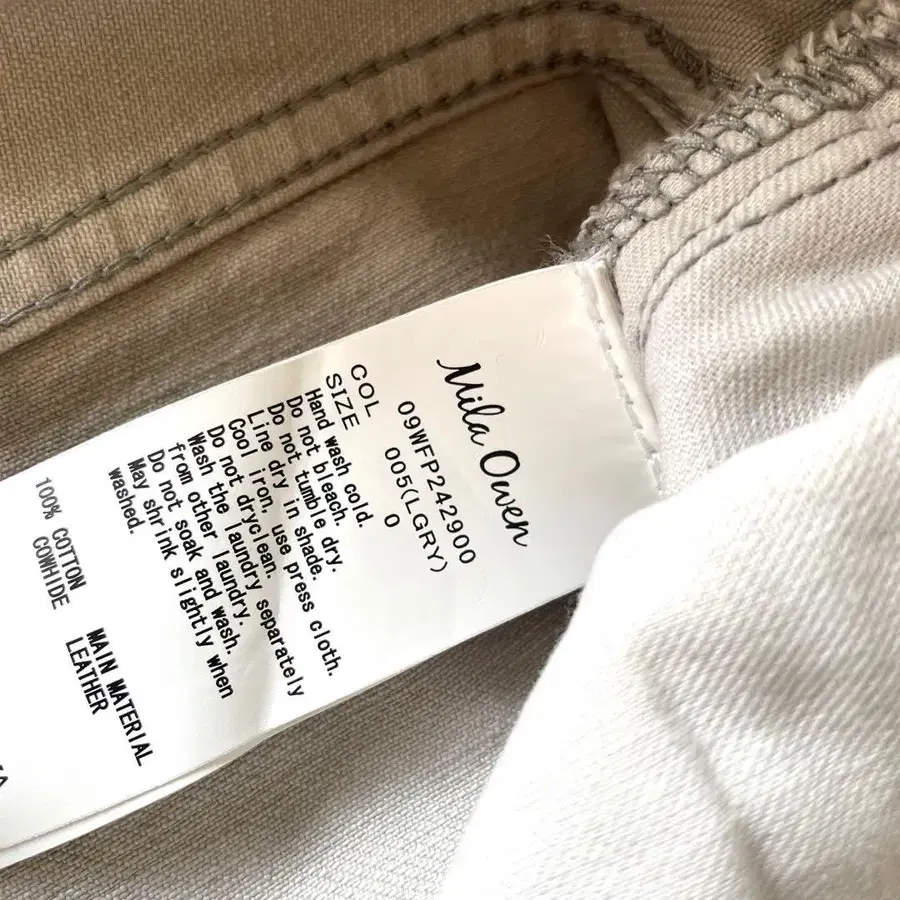 Mila Owen
09WFP242900
COL 005(LGRY)
SIZE 0
Hand wash cold.
Do not bleach.
Do not tumble dry.
Line dry in shade.
Cool iron, use press cloth.
Do not dryclean.
Wash the laundry separately
from other laundry.
Do not soak and wash.
May shrink slightly when
washed.
MAIN MATERIAL 100% COTTON
LEATHER COWHIDE